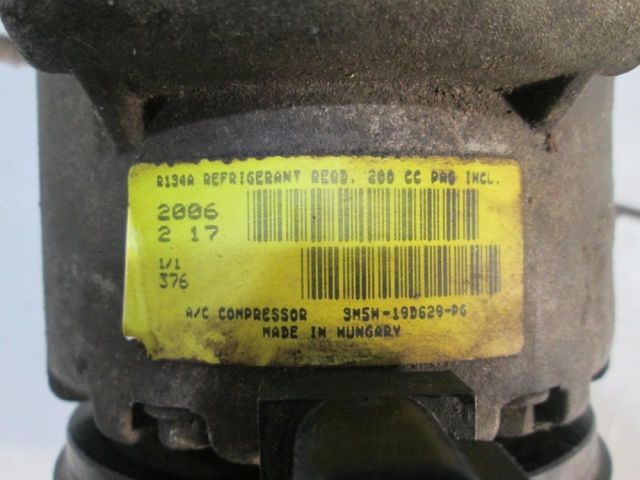 R134A REFRIGERANT REQD. 200 CC PAG INCL.
2006
2 17
1/1
376
A/C COMPRESSOR 3M5H-19D629-PG
MADE IN HUNGARY